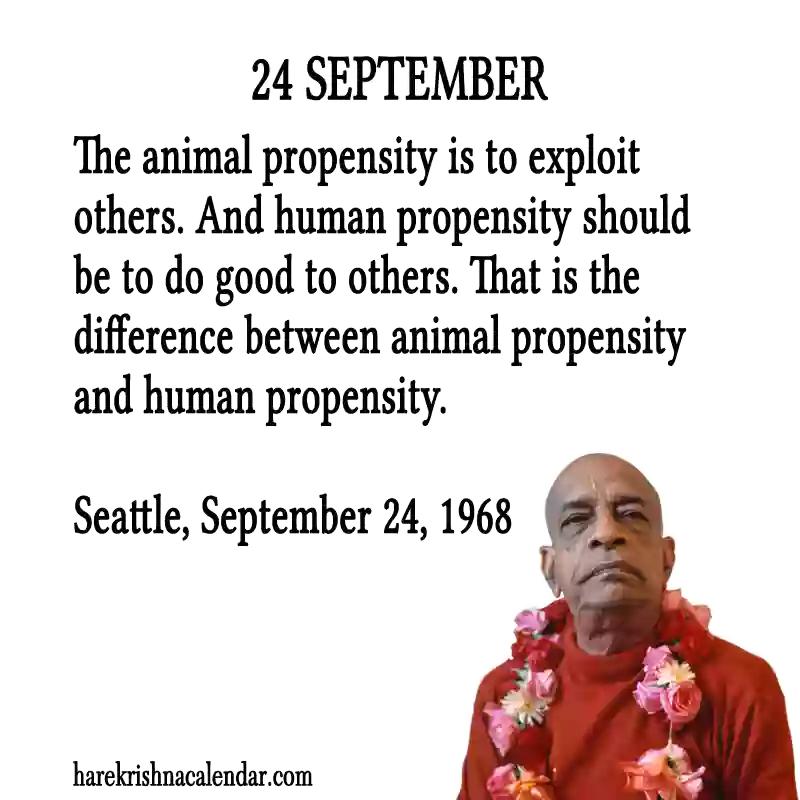 24 SEPTEMBER
The animal propensity is to exploit
others. And human propensity should
be to do good to others. That is the
difference between animal propensity
and human propensity.
Seattle, September 24, 1968
harekrishnacalendar.com